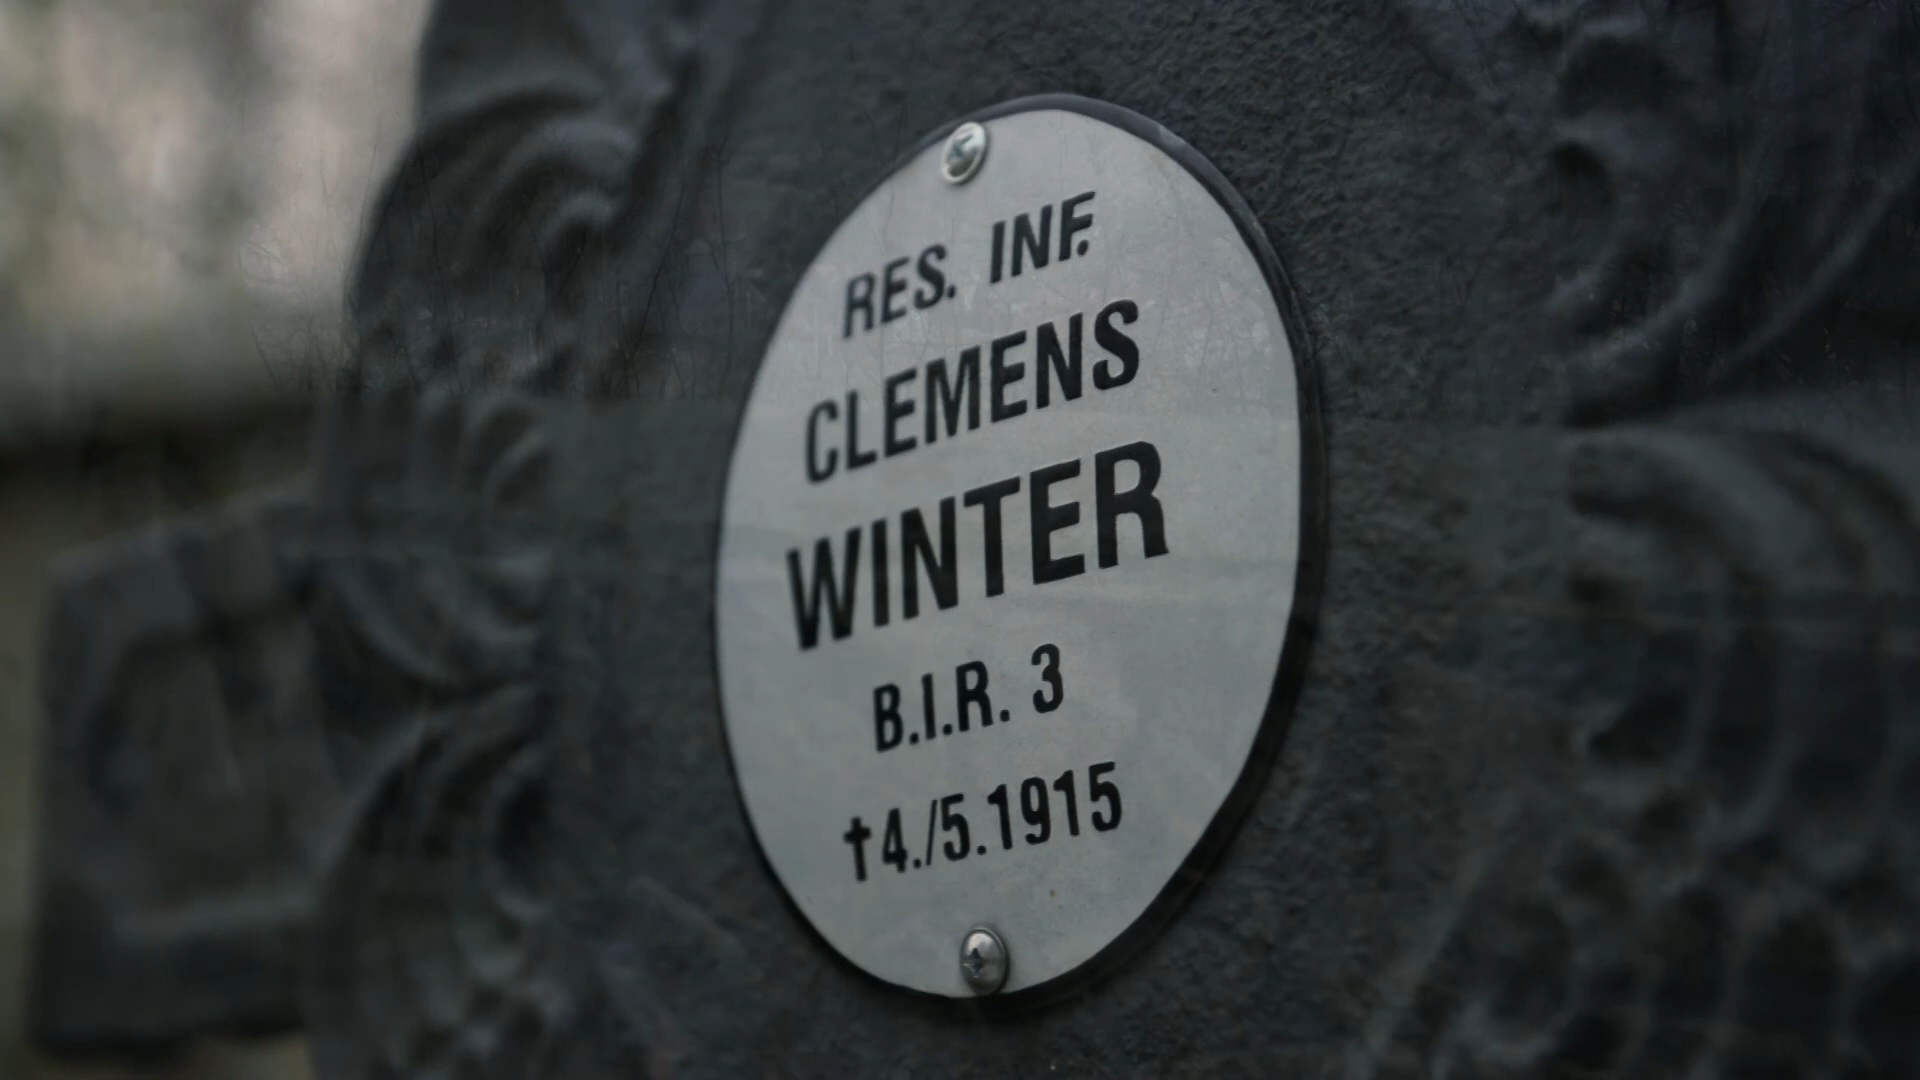 RES. INF.
CLEMENS
WINTER
B.I.R. 3
†4./5.1915